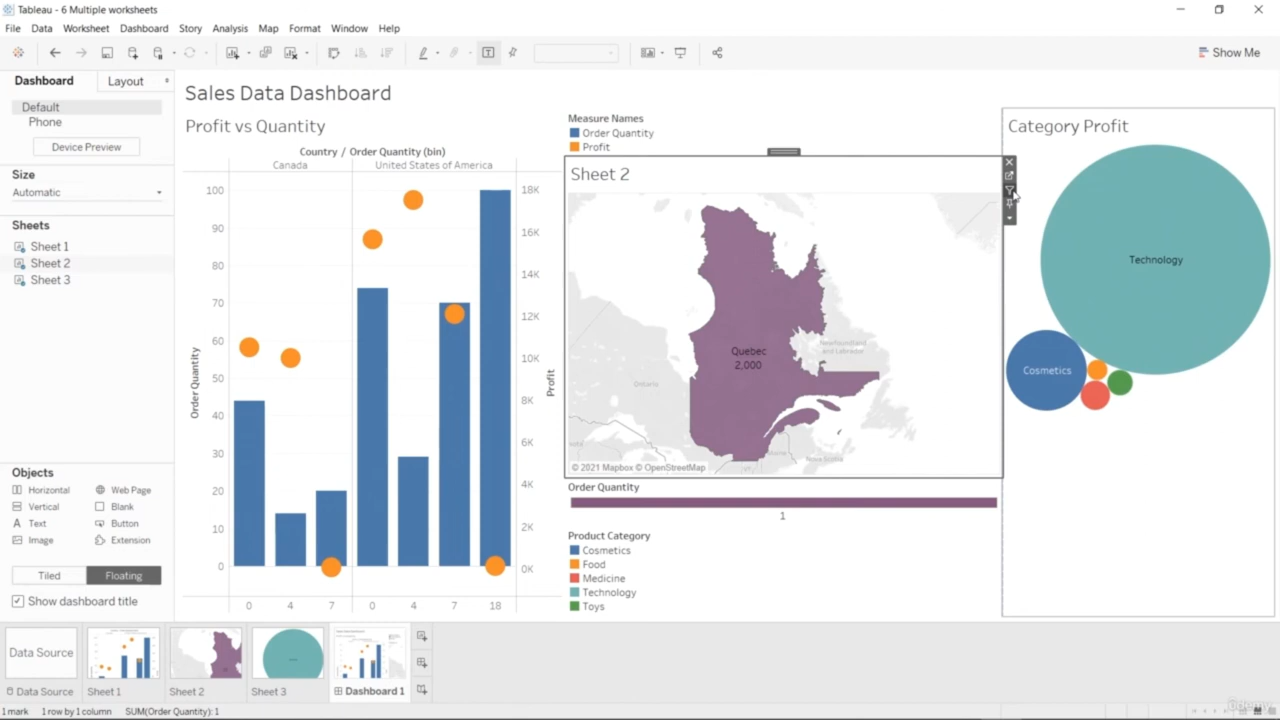 Tableau - 6 Multiple worksheets
File Data Worksheet Dashboard Story Analysis Map Format Window Help
Show Me
Dashboard Layout
Default
Phone
Device Preview
Size
Automatic
Sheets
Sheet 1
Sheet 2
Sheet 3
Objects
Horizontal Web Page
Vertical Blank
Text Button
Image Extension
Tiled Floating
Show dashboard title
Sales Data Dashboard
Profit vs Quantity
Country / Order Quantity (bin)
Canada United States of America
Order Quantity
100
90
80
70
60
50
40
30
20
10
0
18K
16K
14K
12K
10K
8K
6K
4K
2K
0K
Profit
0 4 7 0 4 7 18
Measure Names
Order Quantity
Profit
Sheet 2
Quebec
2,000
Newfoundland
and Labrador
Ontario
Maine
Nova Scotia
© 2021 Mapbox © OpenStreetMap
Order Quantity
1
Product Category
Cosmetics
Food
Medicine
Technology
Toys
Category Profit
Technology
Cosmetics
Data Source
Data Source Sheet 1 Sheet 2 Sheet 3 Dashboard 1
1 mark 1 row by 1 column SUM(Order Quantity): 1
Udemy